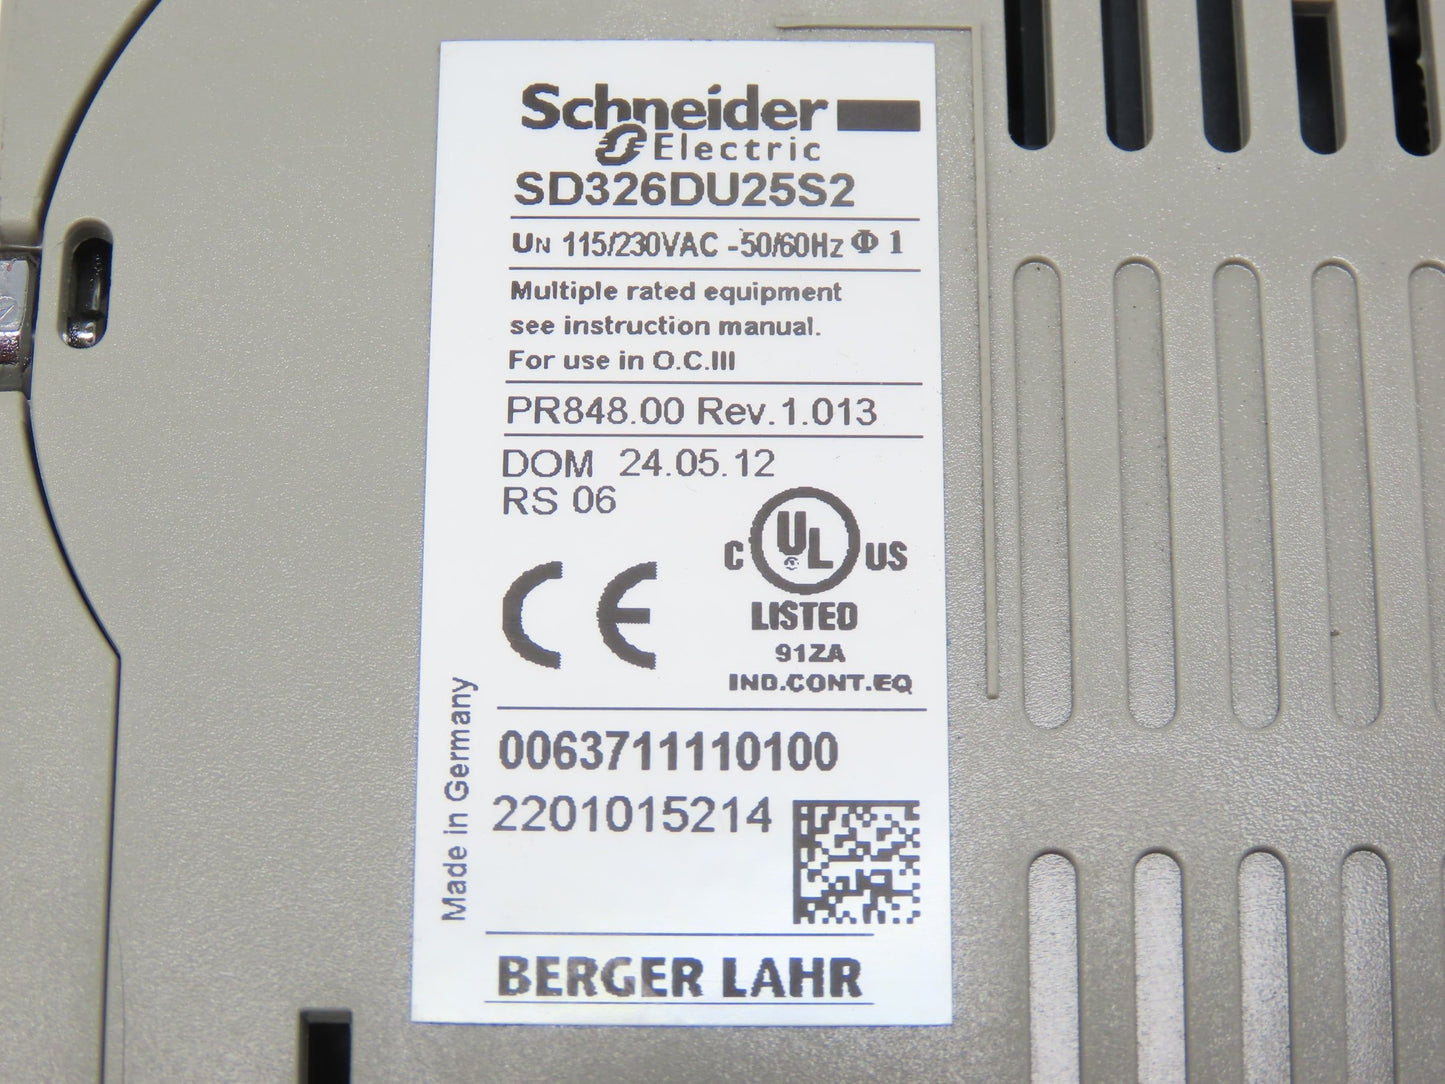 Schneider
Electric
SD326DU25S2
UN 115/230VAC -50/60Hz Φ 1
Multiple rated equipment
see instruction manual.
For use in O.C.III
PR848.00 Rev.1.013
DOM 24.05.12
RS 06
CE
C UL US
LISTED
91ZA
IND.CONT.EQ
0063711110100
2201015214
Made in Germany
BERGER LAHR